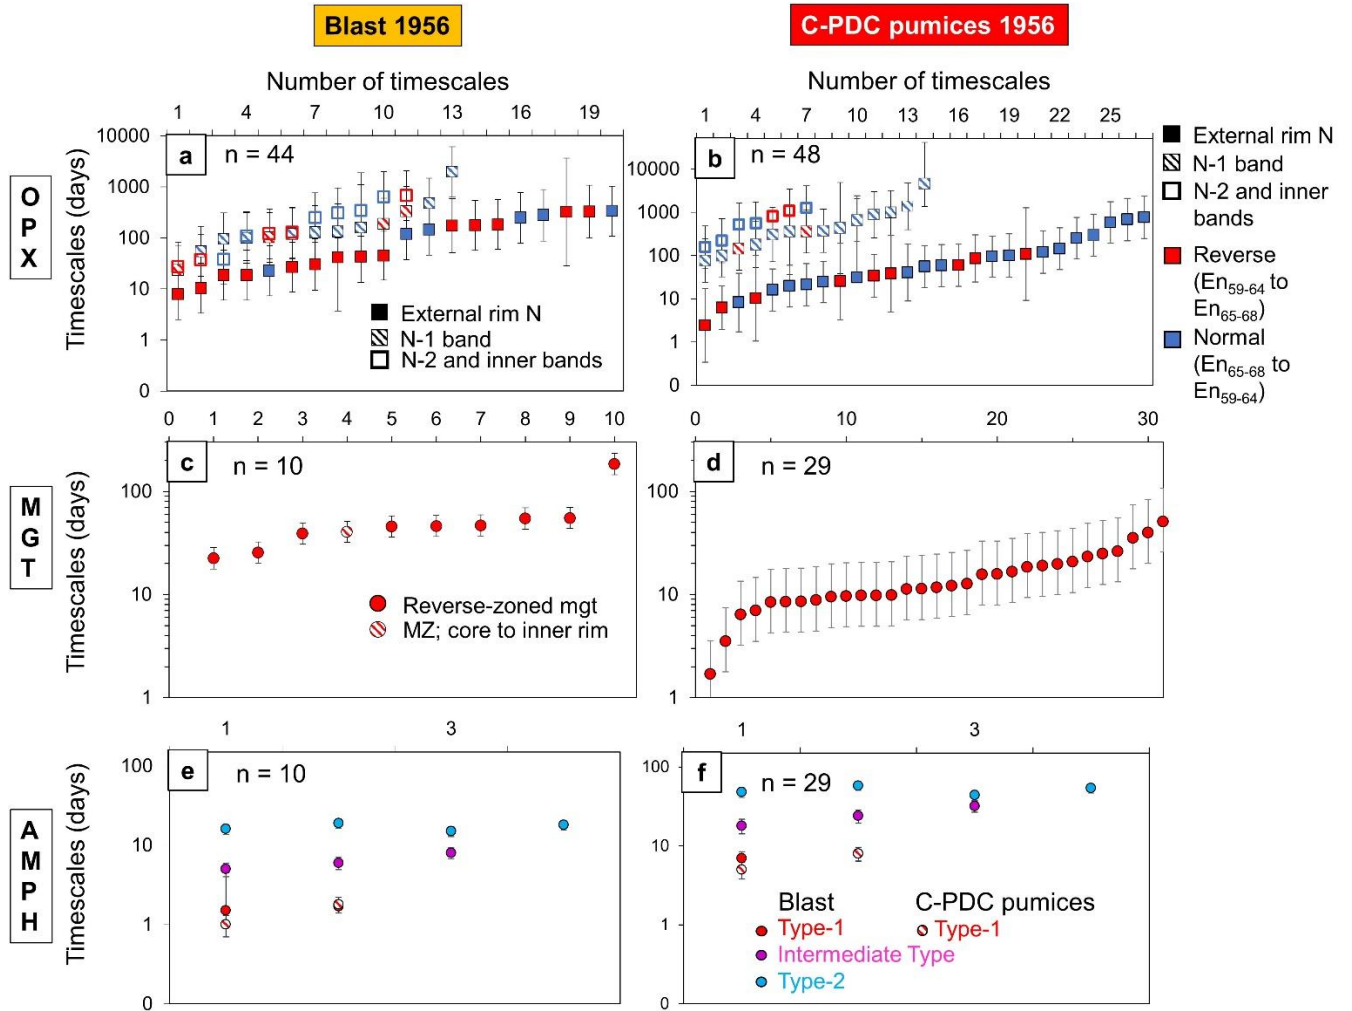 Blast 1956
C-PDC pumices 1956
Number of timescales
Number of timescales
1 4 7 10 13 16 19
1 4 7 10 13 16 19 22 25
O
P
X
Timescales (days)
10000
1000
100
10
1
0
a
n = 44
External rim N
N-1 band
N-2 and inner bands
10000
1000
100
10
1
0
b
n = 48
External rim N
N-1 band
N-2 and inner
bands
Reverse
(En59-64 to
En65-68)
Normal
(En65-68 to
En59-64)
0 1 2 3 4 5 6 7 8 9 10
0 10 20 30
M
G
T
Timescales (days)
100
10
1
c
n = 10
Reverse-zoned mgt
MZ; core to inner rim
100
10
1
d
n = 29
1 3
1 3
A
M
P
H
Timescales (days)
100
10
1
0
e
n = 10
100
10
1
0
f
n = 29
Blast
C-PDC pumices
Type-1
Type-1
Intermediate Type
Type-2